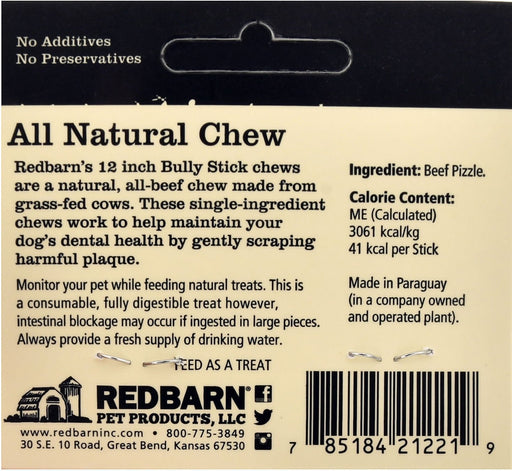 No Additives
No Preservatives
All Natural Chew
Redbarn's 12 inch Bully Stick chews
are a natural, all-beef chew made from
grass-fed cows. These single-ingredient
chews work to help maintain your
dog's dental health by gently scraping
harmful plaque.
Monitor your pet while feeding natural treats. This is
a consumable, fully digestible treat however,
intestinal blockage may occur if ingested in large pieces.
Always provide a fresh supply of drinking water.
FEED AS A TREAT
Ingredient: Beef Pizzle.
Calorie Content:
ME (Calculated)
3061 kcal/kg
41 kcal per Stick
Made in Paraguay
(in a company owned
and operated plant).
REDBARN®
PET PRODUCTS, LLC
www.redbarninc.com • 800-775-3849
30 S.E. 10 Road, Great Bend, Kansas 67530
7 85184 21221 9